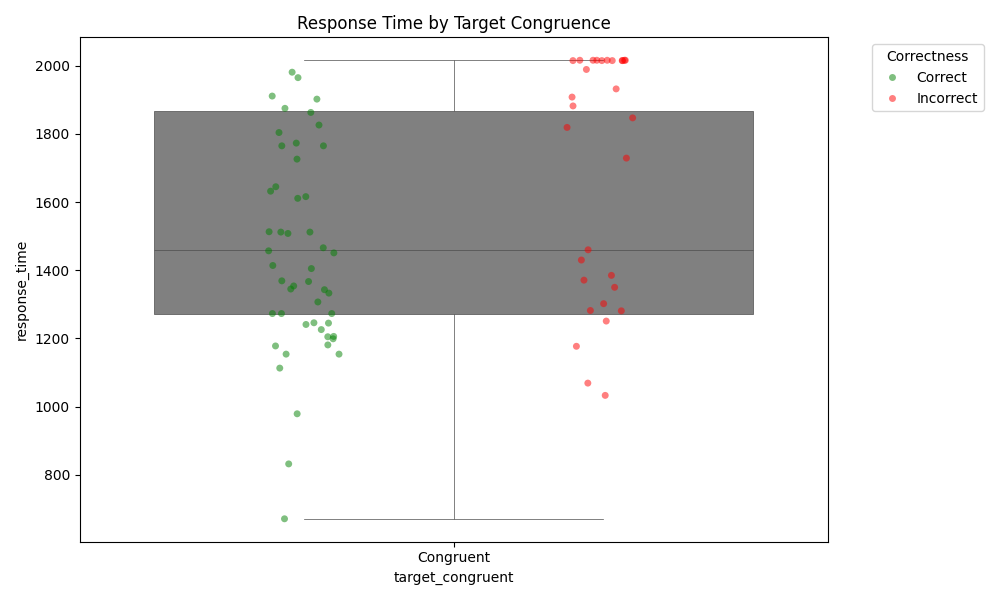 Response Time by Target Congruence
Correctness
Correct
Incorrect
response_time
2000
1800
1600
1400
1200
1000
800
Congruent
target_congruent